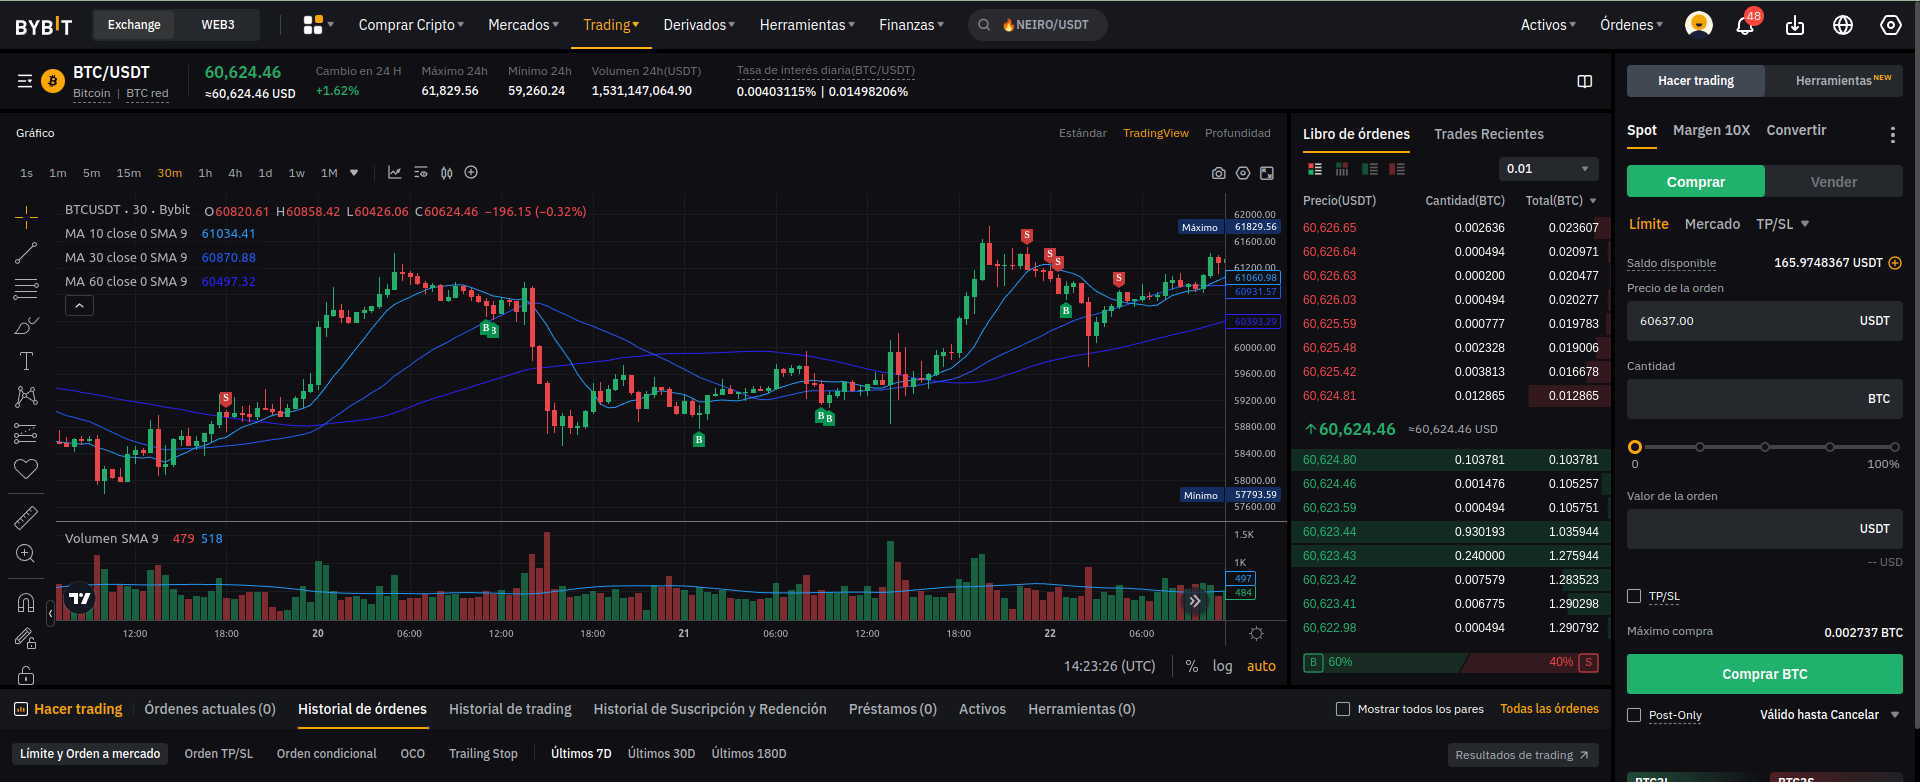 BYBIT
Exchange
WEB3
Comprar Cripto
Mercados
Trading
Derivados
Herramientas
Finanzas
NEIRO/USDT
Activos
Órdenes
48
BTC/USDT
Bitcoin | BTC red
60,624.46
≈60,624.46 USD
Cambio en 24 H
+1.62%
Máximo 24h
61,829.56
Mínimo 24h
59,260.24
Volumen 24h(USDT)
1,531,147,064.90
Tasa de interés diaria(BTC/USDT)
0.00403115% | 0.01498206%
Gráfico
Estándar
TradingView
Profundidad
1s 1m 5m 15m 30m 1h 4h 1d 1w 1M
BTCUSDT · 30 · Bybit O60820.61 H60858.42 L60426.06 C60624.46 −196.15 (−0.32%)
MA 10 close 0 SMA 9 61034.41
MA 30 close 0 SMA 9 60870.88
MA 60 close 0 SMA 9 60497.32
S
S
S
S
S
B
B
B
B
B
B
B
62000.00
Máximo 61829.56
61600.00
61200.00
61060.98
60931.57
60393.29
60000.00
59600.00
59200.00
58800.00
58400.00
58000.00
Mínimo 57793.59
57600.00
Volumen SMA 9 479 518
1.5K
1K
497
484
12:00 18:00 20 06:00 12:00 18:00 21 06:00 12:00 18:00 22 06:00
14:23:26 (UTC) % log auto
Libro de órdenes
Trades Recientes
0.01
Precio(USDT) Cantidad(BTC) Total(BTC)
60,626.65 0.002636 0.023607
60,626.64 0.000494 0.020971
60,626.63 0.000200 0.020477
60,626.03 0.000494 0.020277
60,625.59 0.000777 0.019783
60,625.48 0.002328 0.019006
60,625.42 0.003813 0.016678
60,624.81 0.012865 0.012865
↑60,624.46 ≈60,624.46 USD
60,624.80 0.103781 0.103781
60,624.46 0.001476 0.105257
60,623.59 0.000494 0.105751
60,623.44 0.930193 1.035944
60,623.43 0.240000 1.275944
60,623.42 0.007579 1.283523
60,623.41 0.006775 1.290298
60,622.98 0.000494 1.290792
B 60% 40% S
Hacer trading
Herramientas NEW
Spot
Margen 10X
Convertir
Comprar
Vender
Límite
Mercado
TP/SL
Saldo disponible 165.9748367 USDT
Precio de la orden
60637.00 USDT
Cantidad
BTC
0 100%
Valor de la orden
USDT
-- USD
TP/SL
Máximo compra 0.002737 BTC
Comprar BTC
Post-Only
Válido hasta Cancelar
BTC3L
BTC3S
Hacer trading
Órdenes actuales(0)
Historial de órdenes
Historial de trading
Historial de Suscripción y Redención
Préstamos(0)
Activos
Herramientas(0)
Mostrar todos los pares
Todas las órdenes
Límite y Orden a mercado
Orden TP/SL
Orden condicional
OCO
Trailing Stop
Últimos 7D
Últimos 30D
Últimos 180D
Resultados de trading